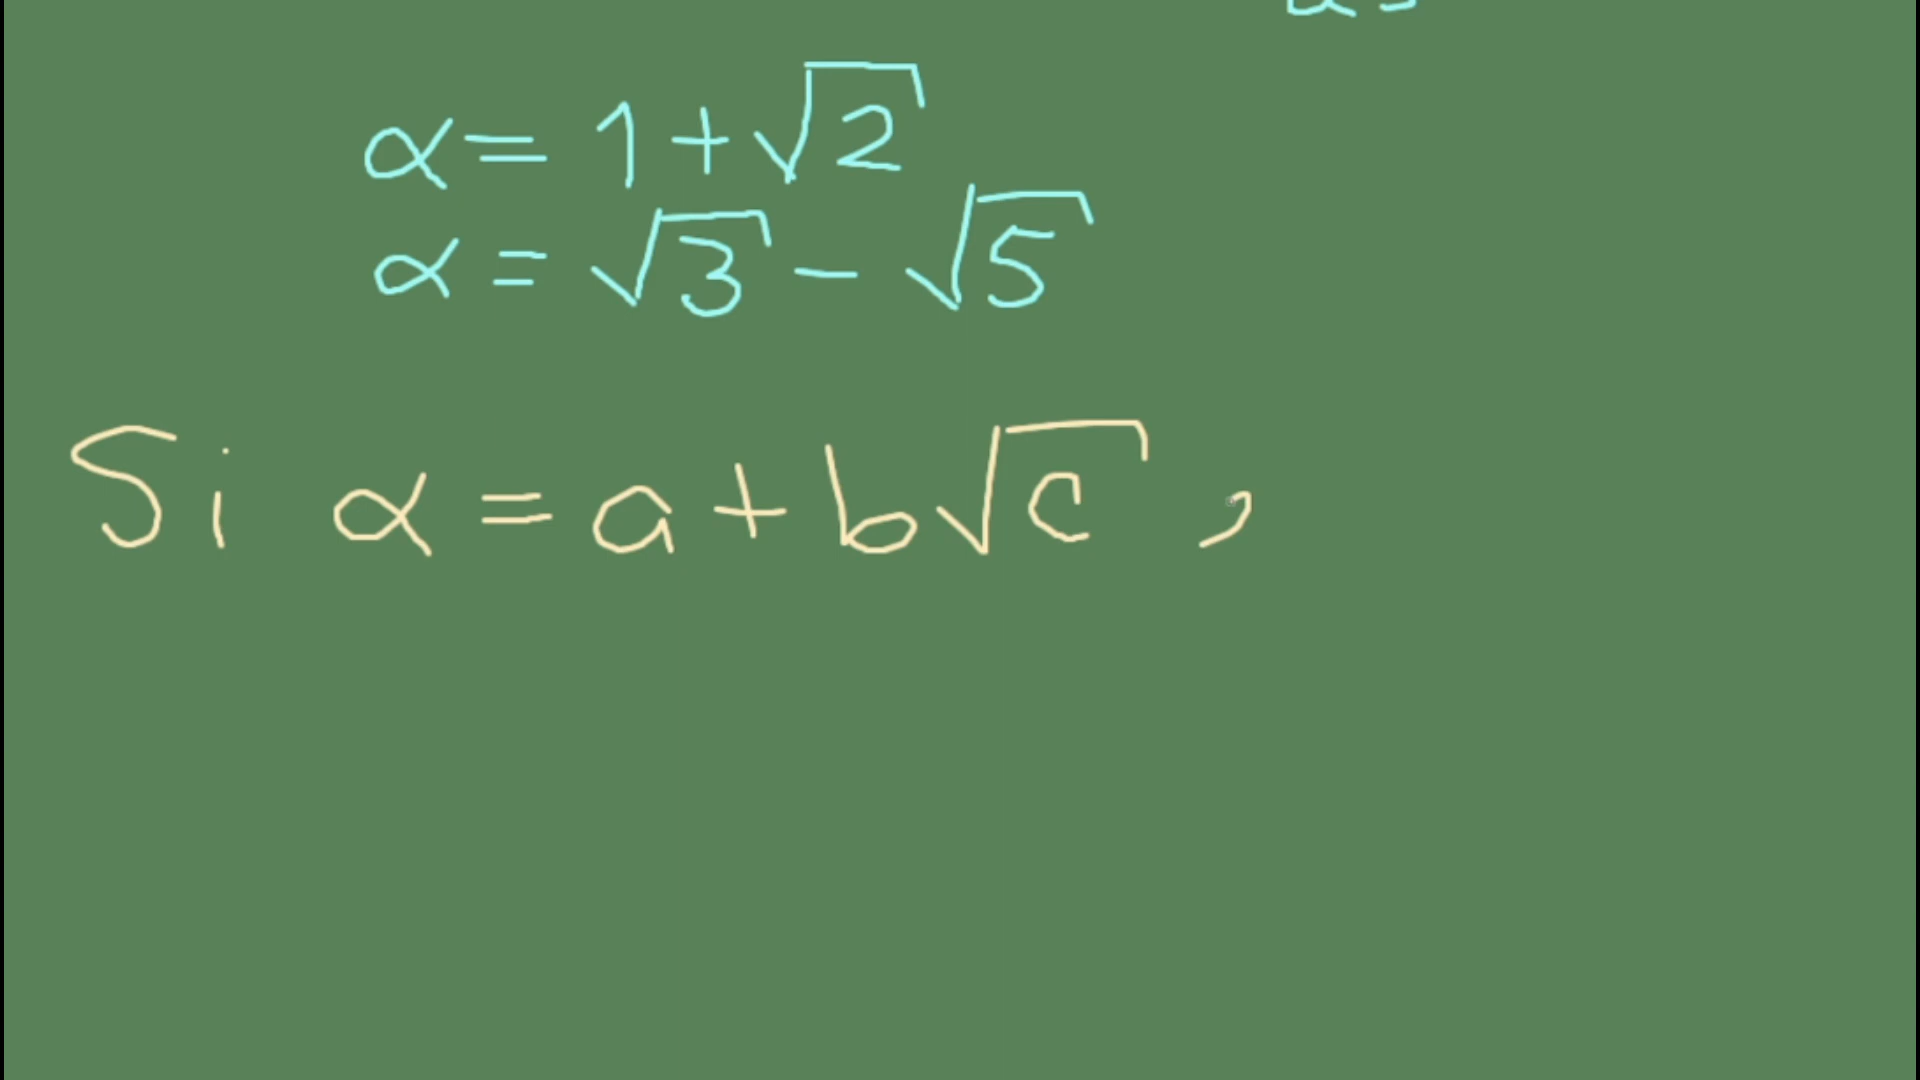 α = 1 + √2
α = √3 - √5
Si α = a + b√c ,